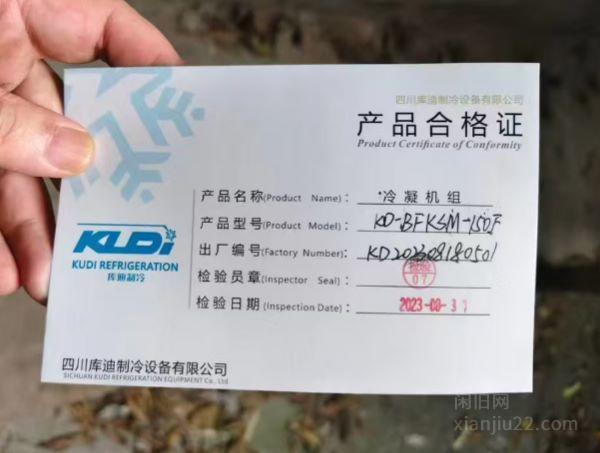 四川库迪制冷设备有限公司
产品合格证
Product Certificate of Conformity
产品名称(Product Name): 冷凝机组
产品型号(Product Model): KD-BFKSM-150F
出厂编号(Factory Number): KD202308180501
检验员章(Inspector Seal): 检验 07
检验日期(Inspection Date): 2023-08-31
KUDi
KUDI REFRIGERATION
库迪制冷
四川库迪制冷设备有限公司
SICHUAN KUDI REFRIGERATION EQUIPMENT Co., Ltd
闲旧网
xianjiu22.com